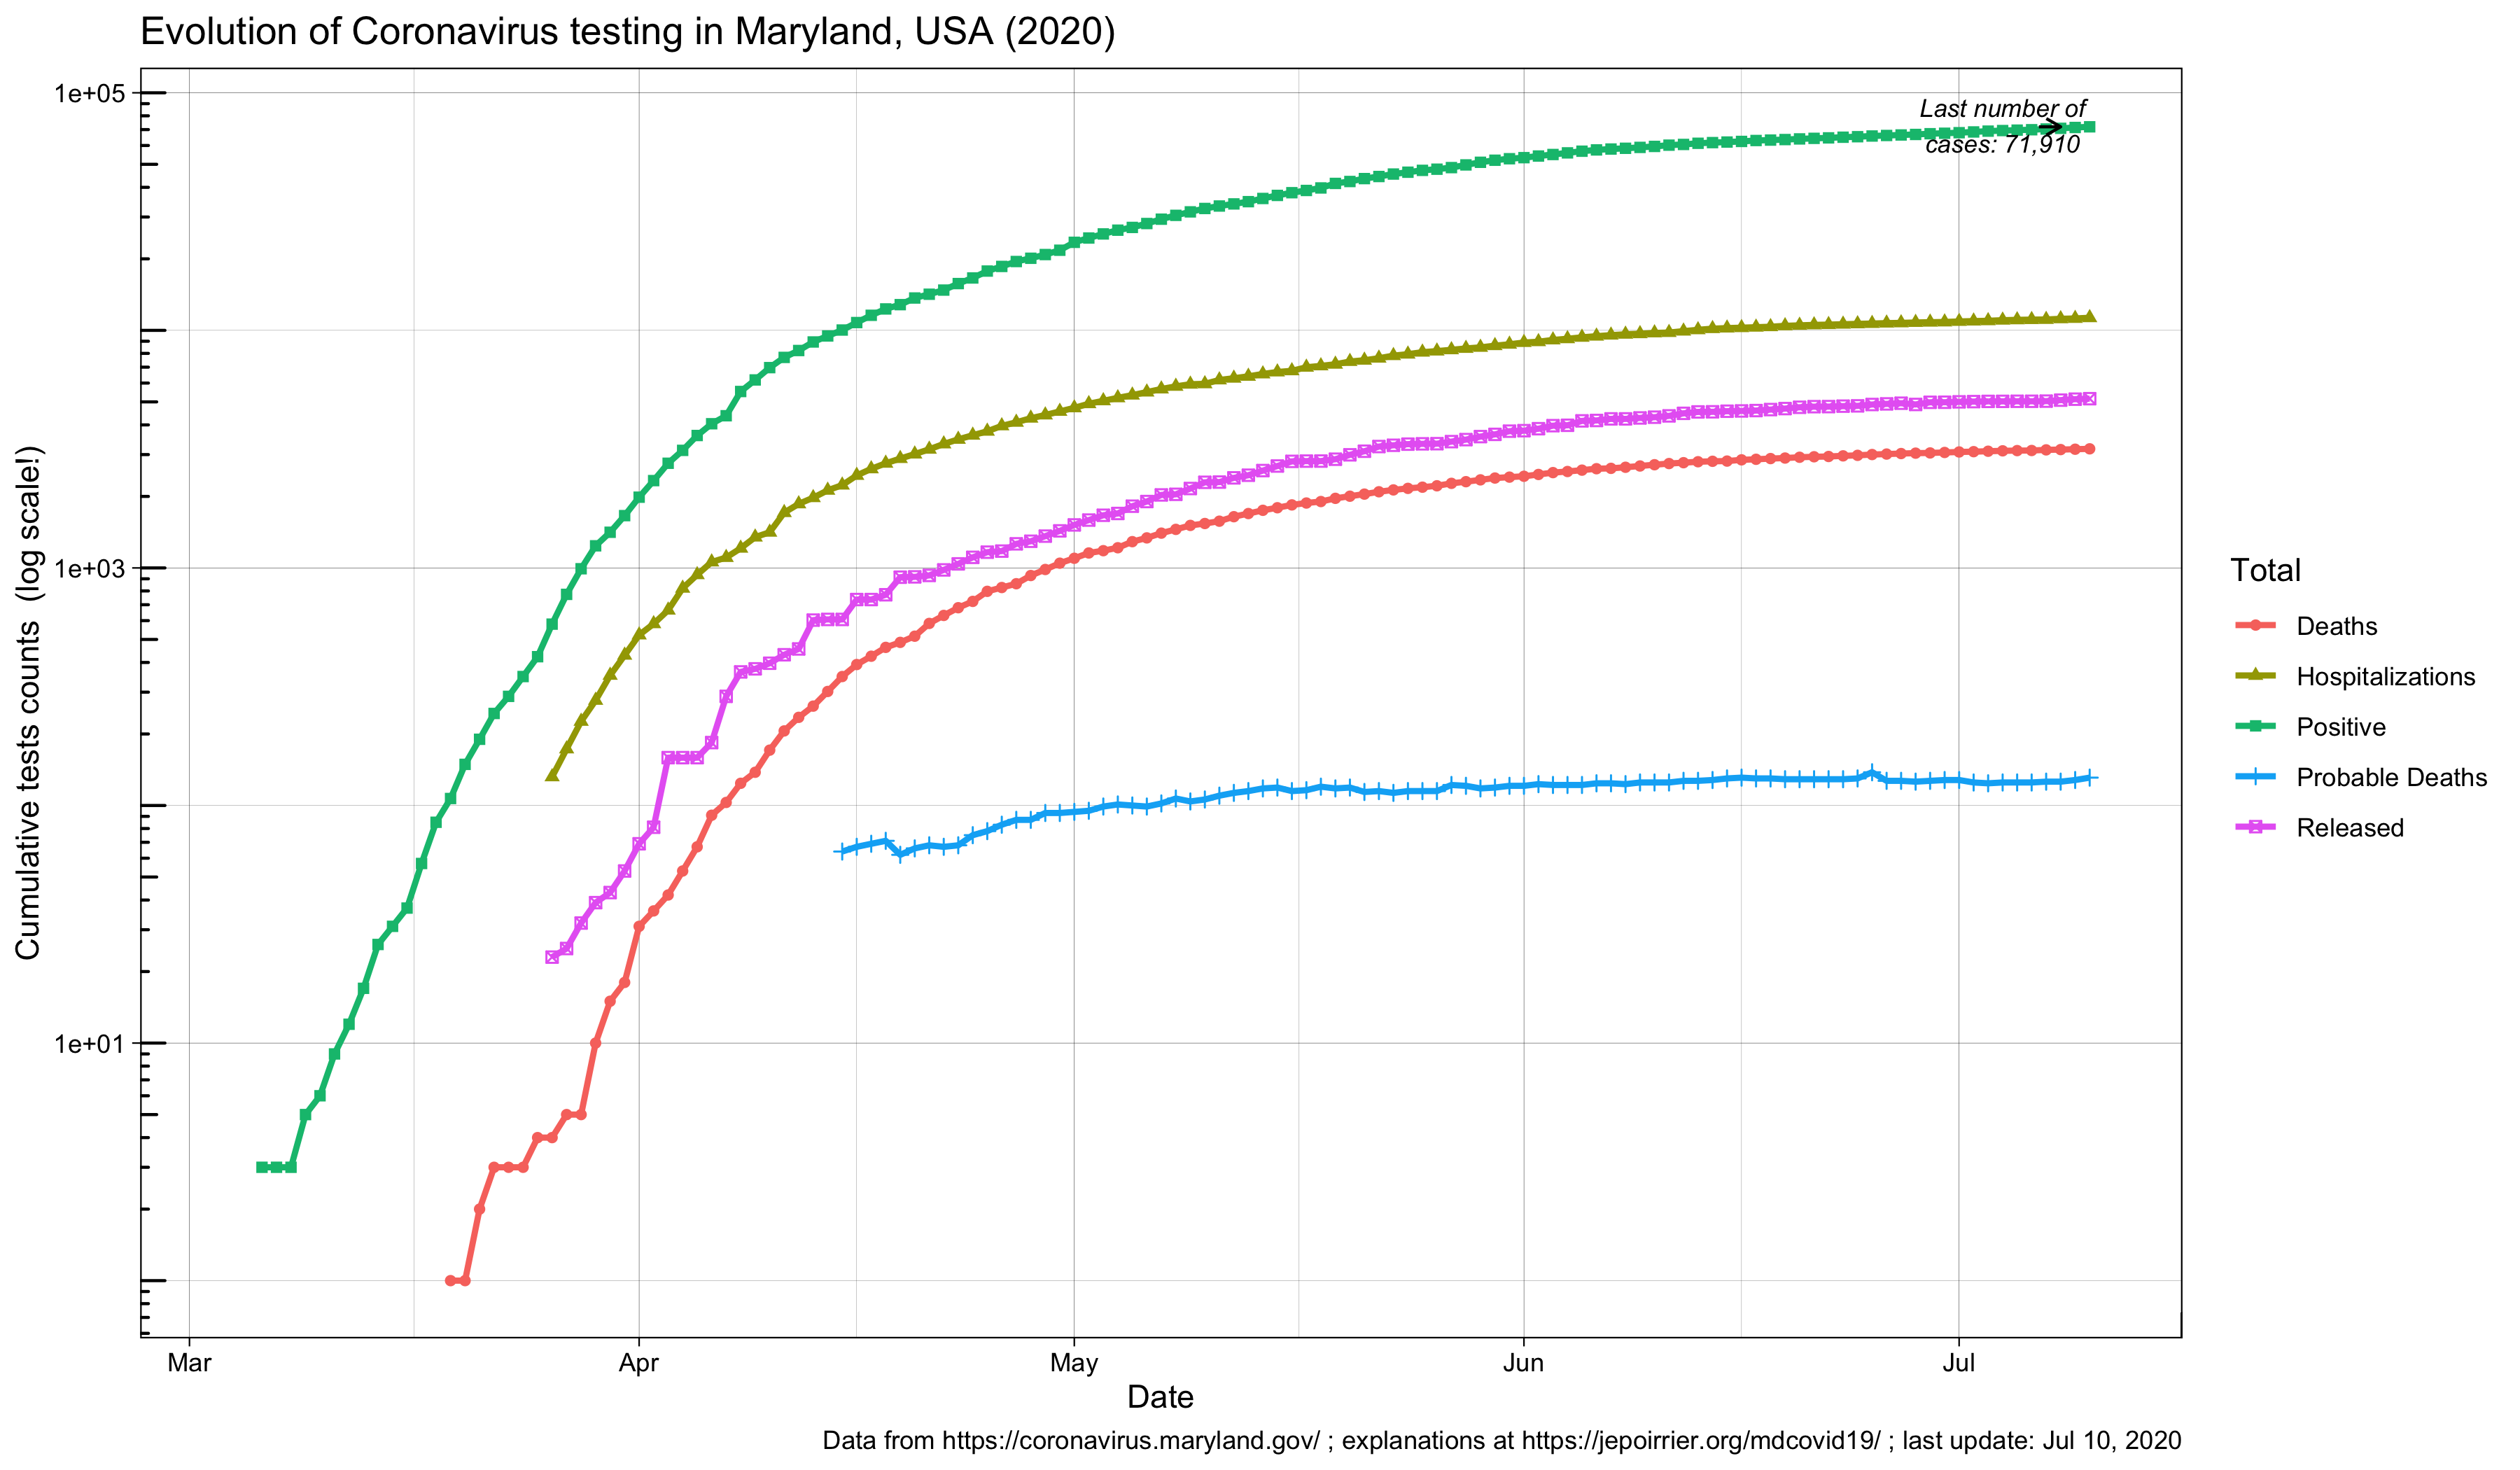 Evolution of Coronavirus testing in Maryland, USA (2020)
Last number of
cases: 71,910
1e+05
1e+03
1e+01
Cumulative tests counts  (log scale!)
Mar
Apr
May
Jun
Jul
Date
Total
Deaths
Hospitalizations
Positive
Probable Deaths
Released
Data from https://coronavirus.maryland.gov/ ; explanations at https://jepoirrier.org/mdcovid19/ ; last update: Jul 10, 2020